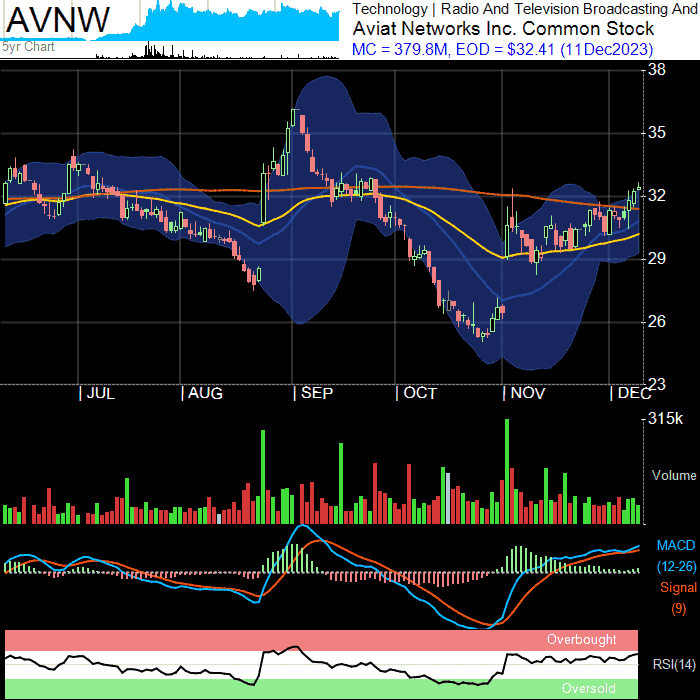 AVNW
5yr Chart
Technology | Radio And Television Broadcasting And
Aviat Networks Inc. Common Stock
MC = 379.8M, EOD = $32.41 (11Dec2023)
38
35
32
29
26
23
| JUL
| AUG
| SEP
| OCT
| NOV
| DEC
315k
Volume
MACD
(12-26)
Signal
(9)
Overbought
RSI(14)
Oversold